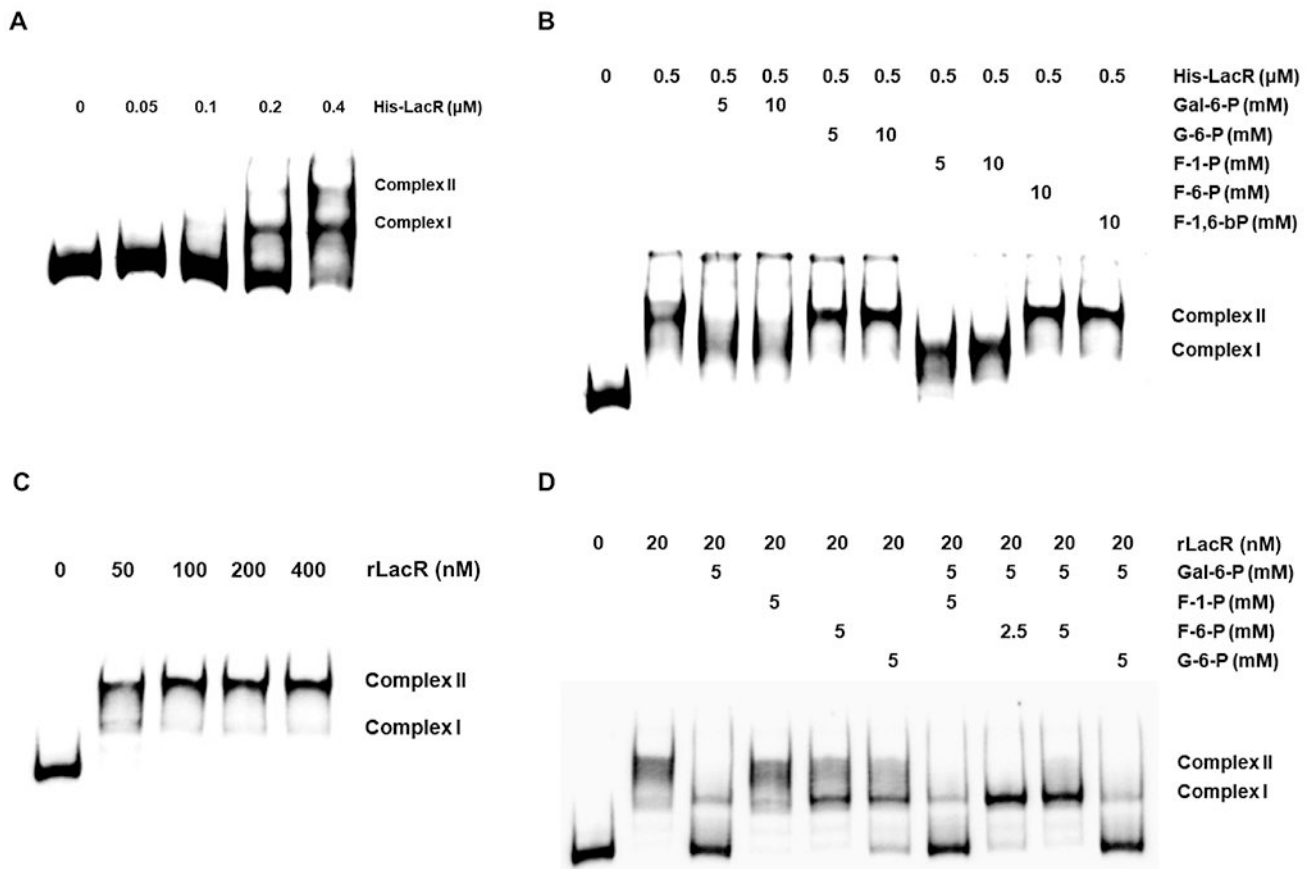 A
0 0.05 0.1 0.2 0.4 His-LacR (μM)
Complex II
Complex I
B
0 0.5 0.5 0.5 0.5 0.5 0.5 0.5 0.5 0.5 His-LacR (μM)
5 10 Gal-6-P (mM)
5 10 G-6-P (mM)
5 10 F-1-P (mM)
10 F-6-P (mM)
10 F-1,6-bP (mM)
Complex II
Complex I
C
0 50 100 200 400 rLacR (nM)
Complex II
Complex I
D
0 20 20 20 20 20 20 20 20 20 rLacR (nM)
5 5 5 5 5 Gal-6-P (mM)
5 5 F-1-P (mM)
5 2.5 5 F-6-P (mM)
5 5 G-6-P (mM)
Complex II
Complex I